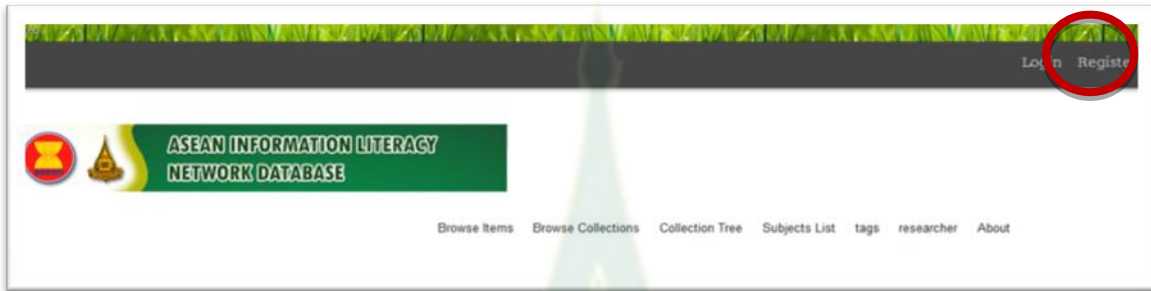 Login Registe
ASEAN INFORMATION LITERACY
NETWORK DATABASE
Browse Items Browse Collections Collection Tree Subjects List tags researcher About